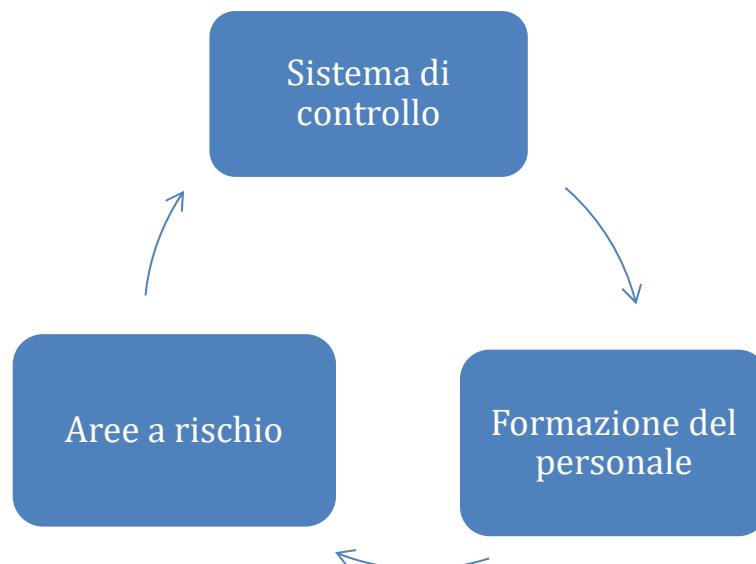 Sistema di
controllo
Aree a rischio
Formazione del
personale